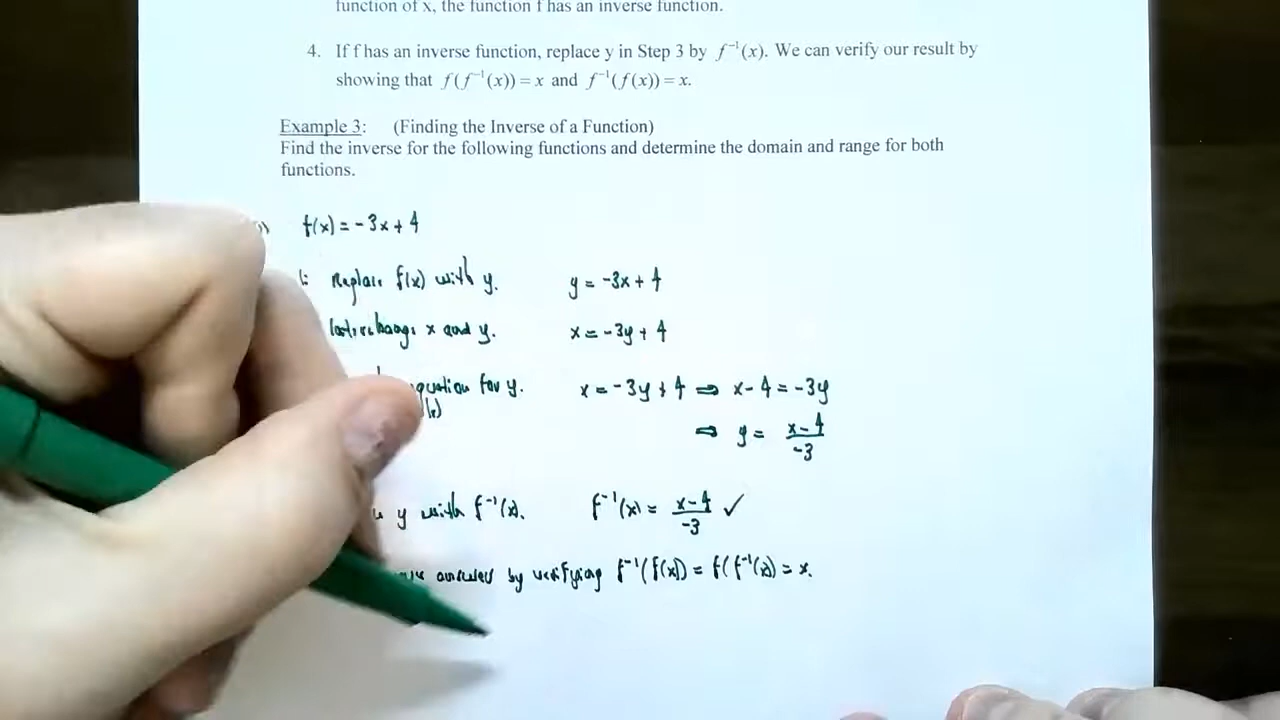 function of x, the function f has an inverse function.
4. If f has an inverse function, replace y in Step 3 by f⁻¹(x). We can verify our result by
showing that f(f⁻¹(x)) = x and f⁻¹(f(x)) = x.
Example 3: (Finding the Inverse of a Function)
Find the inverse for the following functions and determine the domain and range for both
functions.
f(x) = -3x + 4
Replace f(x) with y. y = -3x + 4
Interchange x and y. x = -3y + 4
equation for y. x = -3y + 4 ⇒ x - 4 = -3y
⇒ y = x-4/-3
y with f⁻¹(x). f⁻¹(x) = x-4/-3 ✓
by verifying f⁻¹(f(x)) = f(f⁻¹(x)) = x.